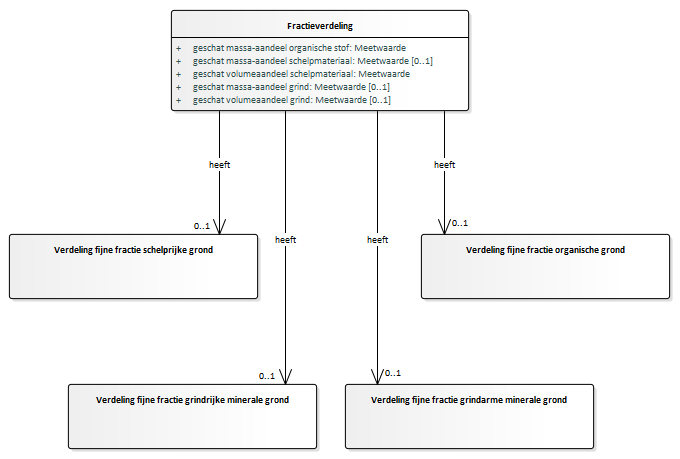 Fractieverdeling
+ geschat massa-aandeel organische stof: Meetwaarde
+ geschat massa-aandeel schelpmateriaal: Meetwaarde [0..1]
+ geschat volumeaandeel schelpmateriaal: Meetwaarde
+ geschat massa-aandeel grind: Meetwaarde [0..1]
+ geschat volumeaandeel grind: Meetwaarde [0..1]
heeft
heeft
0..1
0..1
Verdeling fijne fractie schelprijke grond
heeft
heeft
Verdeling fijne fractie organische grond
0..1
0..1
Verdeling fijne fractie grindrijke minerale grond
Verdeling fijne fractie grindarme minerale grond